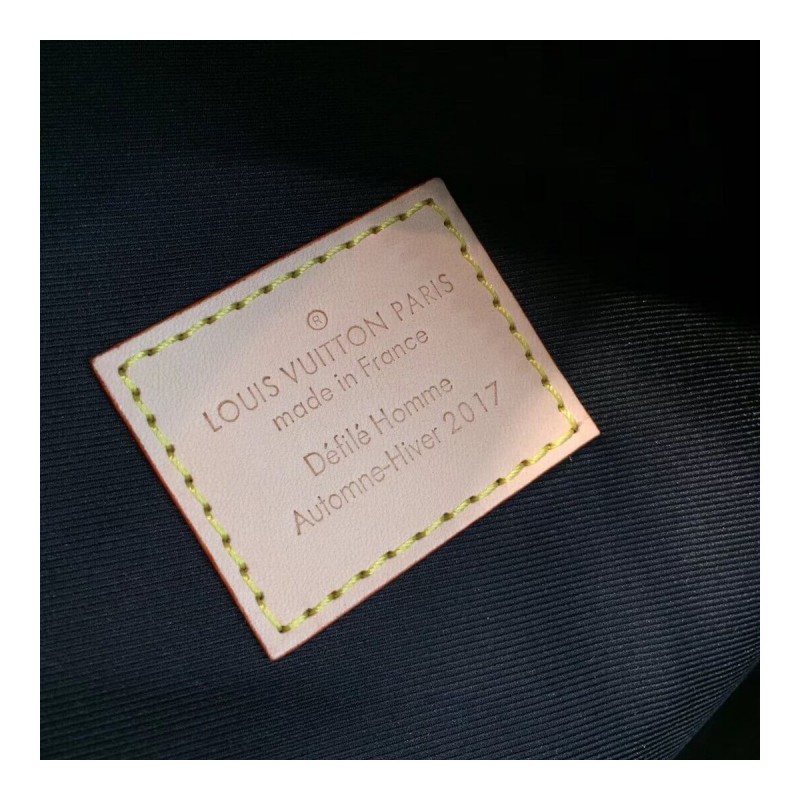 ®
LOUIS VUITTON PARIS
made in France
Défilé Homme
Automne-Hiver 2017